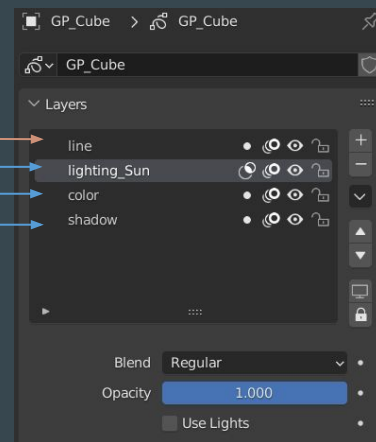 GP_Cube > GP_Cube
GP_Cube
Layers
line
lighting_Sun
color
shadow
Blend Regular
Opacity 1.000
Use Lights